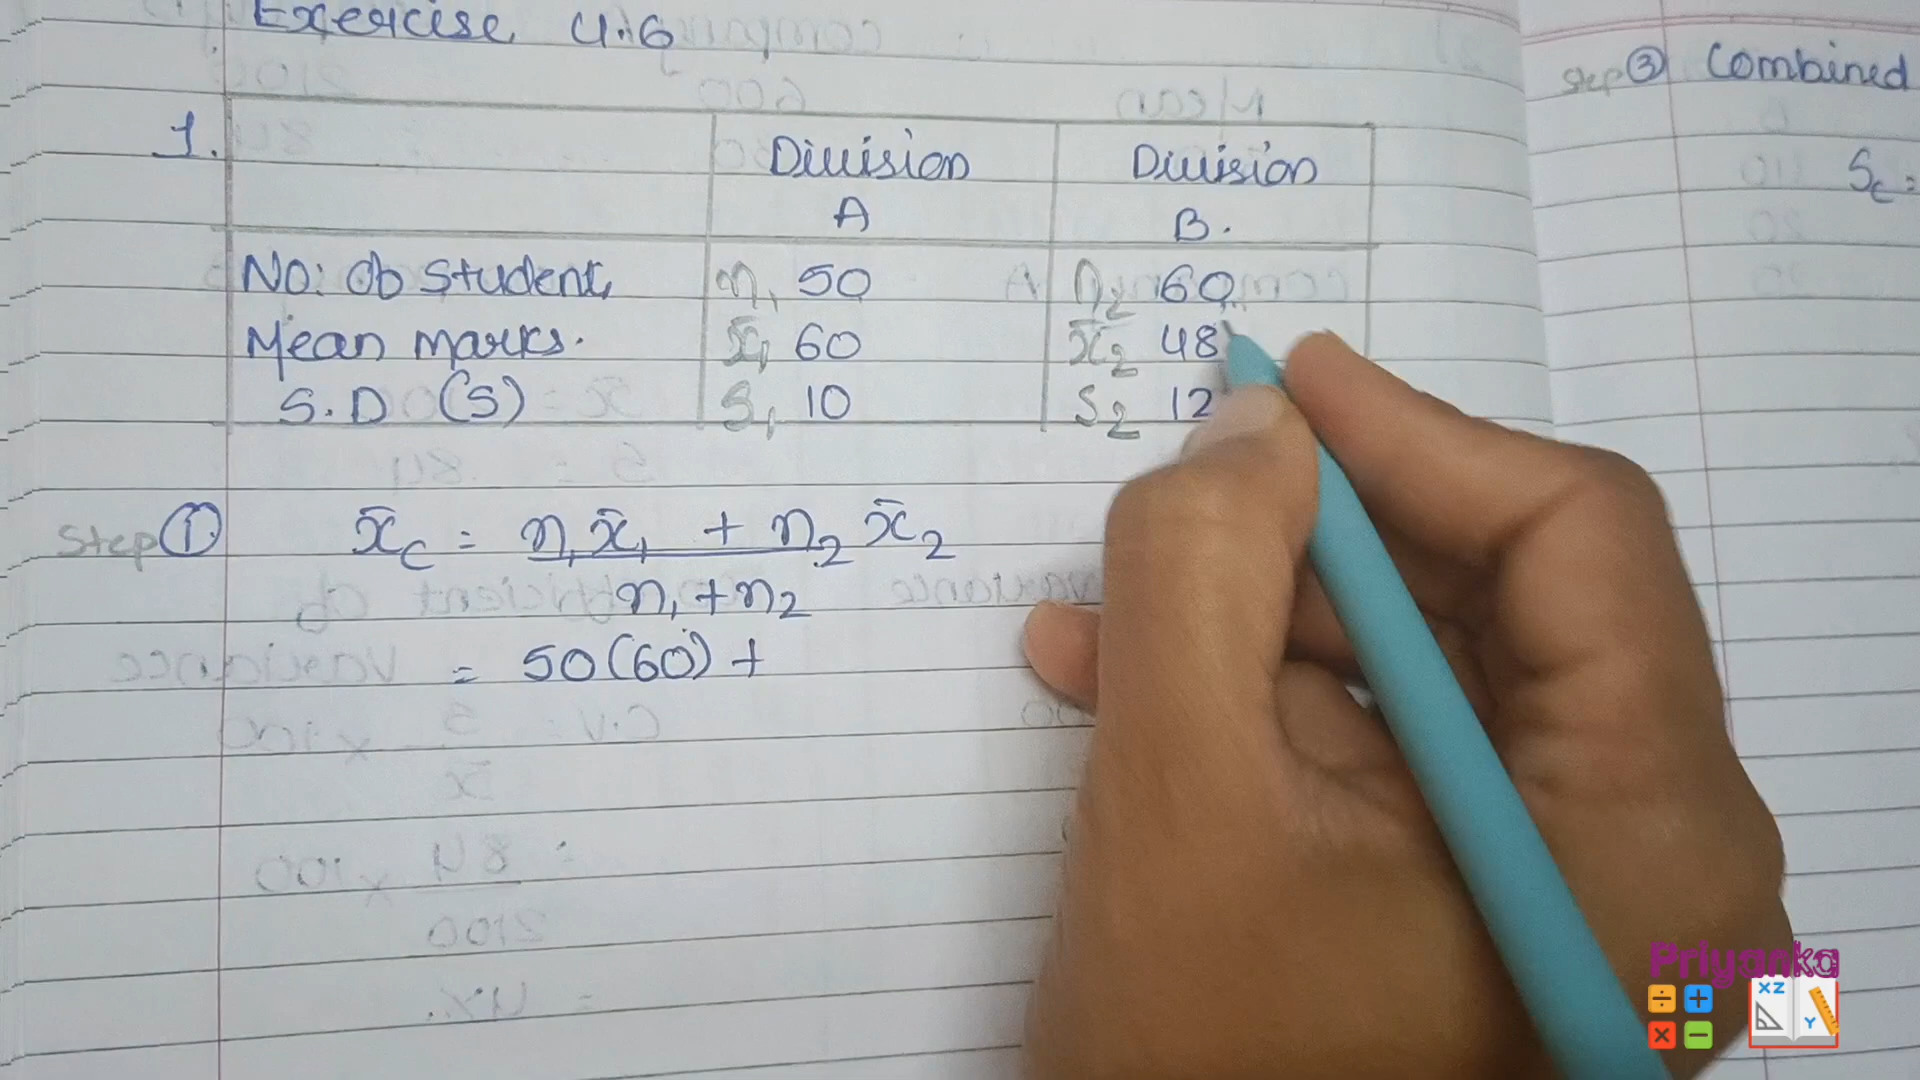 Exercise 4.6
1.
Division A
Division B.
No: of Student, n₁ 50 n₂ 60
Mean marks. x̄₁ 60 x̄₂ 48
S.D (S) S₁ 10 S₂ 12
Step ① x̄c = n₁x̄₁ + n₂x̄₂
n₁ + n₂
= 50(60) +
Step ③ Combined
Sc =
Priyanka
XZ
Y